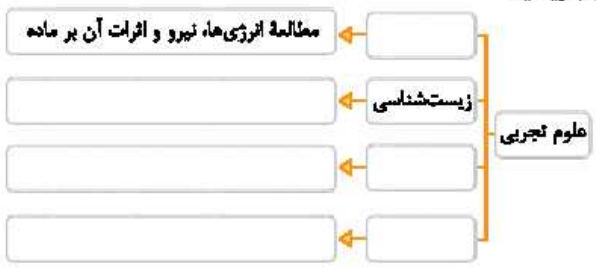 مطالعهٔ انرژی‌ها، نیرو و اثرات آن بر ماده
زیست‌شناسی
علوم تجربی